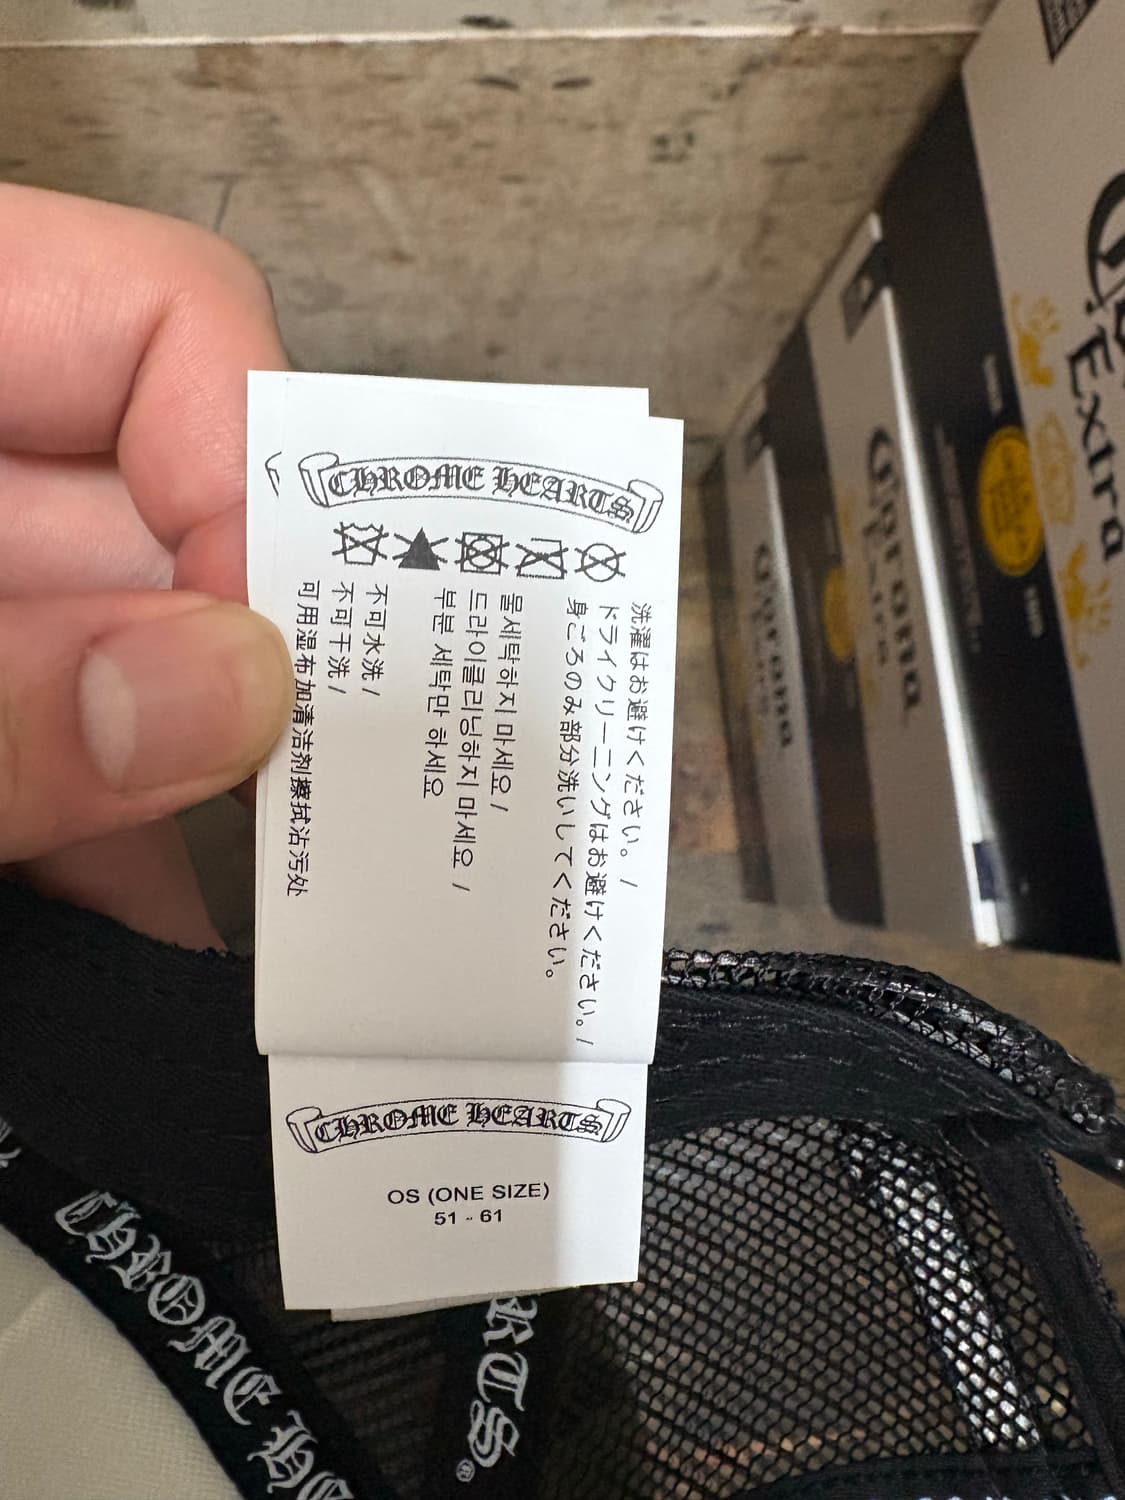 CHROME HEARTS
洗濯はお避けください。 /
ドライクリーニングはお避けください。 /
身ごろのみ部分洗いしてください。
물세탁하지 마세요 /
드라이클리닝하지 마세요 /
부분 세탁만 하세요
不可水洗 /
不可干洗 /
可用湿布加清洁剂擦拭沾污处
CHROME HEARTS
OS (ONE SIZE)
51 - 61
CHROME HE
RTS®
Extra
Corona
Corona